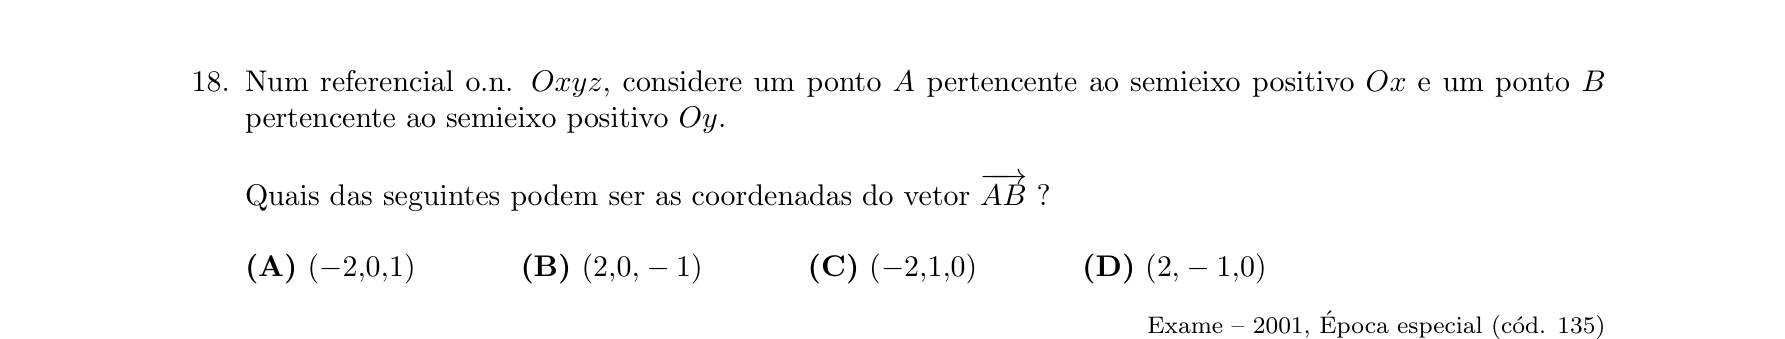 18. Num referencial o.n. Oxyz, considere um ponto A pertencente ao semieixo positivo Ox e um ponto B
pertencente ao semieixo positivo Oy.
Quais das seguintes podem ser as coordenadas do vetor $\overrightarrow{AB}$ ?
(A) (−2,0,1) (B) (2,0, − 1) (C) (−2,1,0) (D) (2, − 1,0)
Exame – 2001, Época especial (cód. 135)